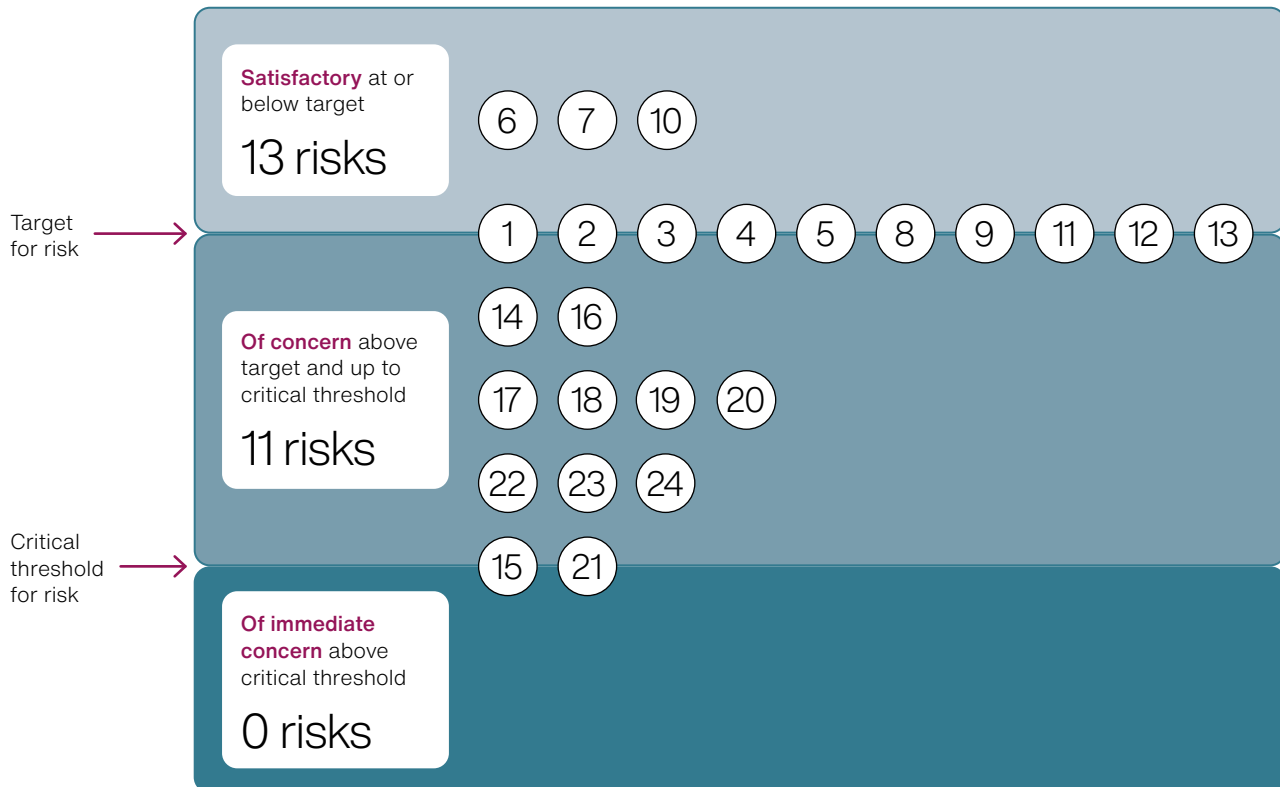 Satisfactory at or
below target
13 risks
6 7 10
Target
for risk
1 2 3 4 5 8 9 11 12 13
Of concern above
target and up to
critical threshold
11 risks
14 16
17 18 19 20
22 23 24
Critical
threshold
for risk
15 21
Of immediate
concern above
critical threshold
0 risks